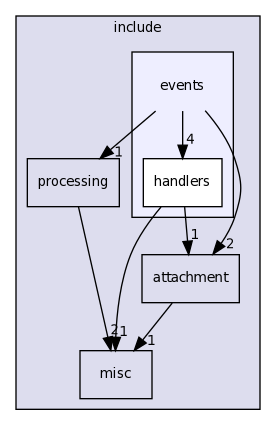 include
events
4
1
processing
handlers
1
2
attachment
2 1
1
misc